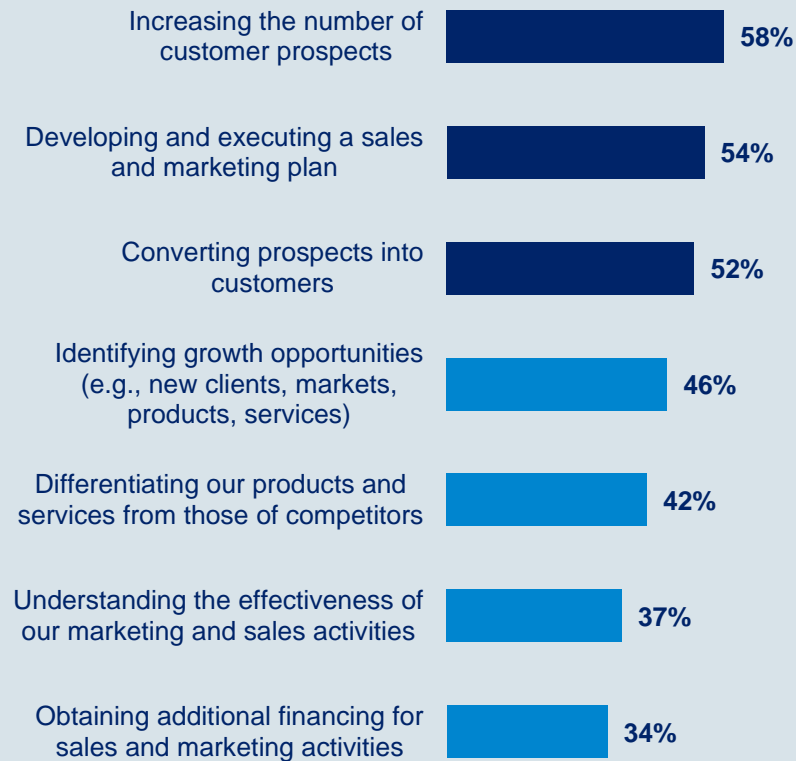 Increasing the number of
customer prospects
58%
Developing and executing a sales
and marketing plan
54%
Converting prospects into
customers
52%
Identifying growth opportunities
(e.g., new clients, markets,
products, services)
46%
Differentiating our products and
services from those of competitors
42%
Understanding the effectiveness of
our marketing and sales activities
37%
Obtaining additional financing for
sales and marketing activities
34%